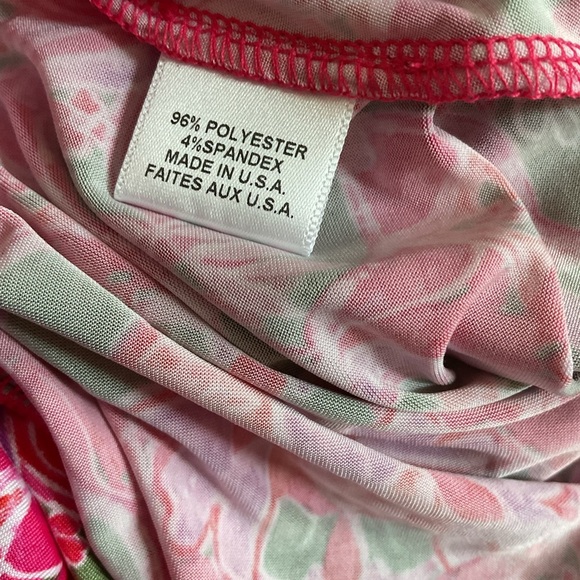 96% POLYESTER
4%SPANDEX
MADE IN U.S.A.
FAITES AUX U.S.A.